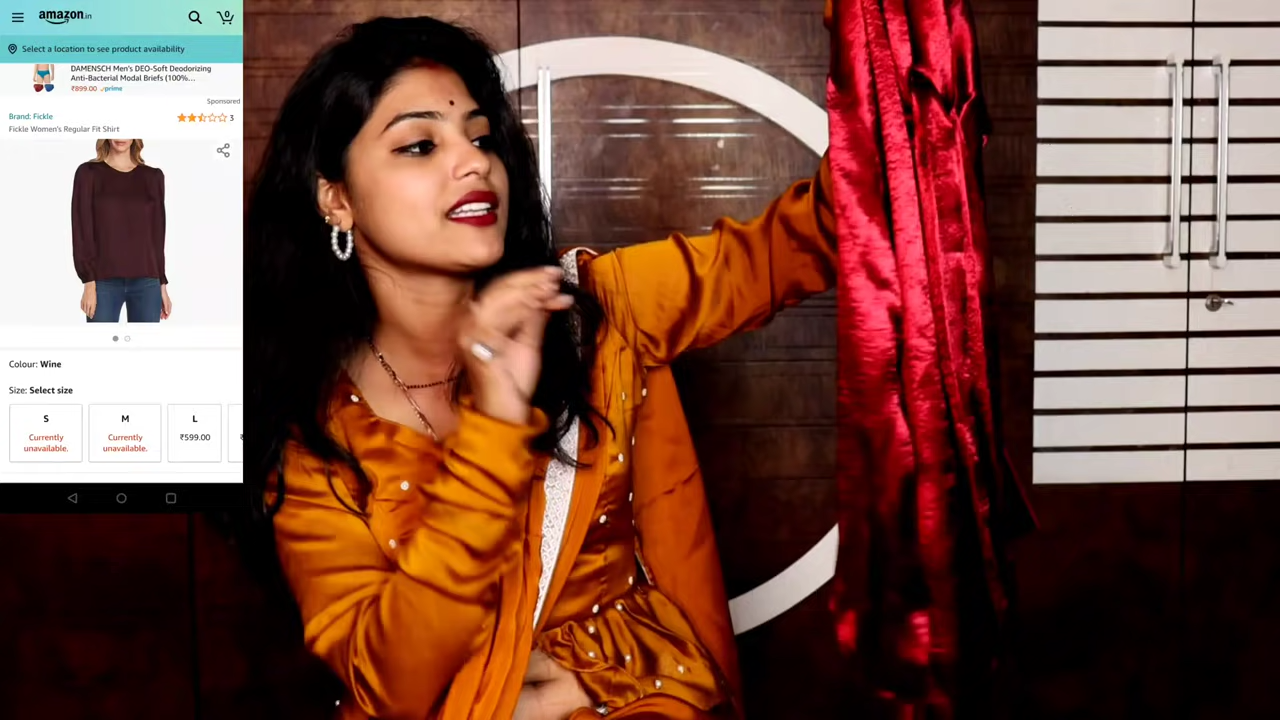 amazon.in
0
Select a location to see product availability
DAMENSCH Men's DEO-Soft Deodorizing
Anti-Bacterial Modal Briefs (100%...
₹899.00 prime
Sponsored
Brand: Fickle
3
Fickle Women's Regular Fit Shirt
Colour: Wine
Size: Select size
S
Currently
unavailable.
M
Currently
unavailable.
L
₹599.00